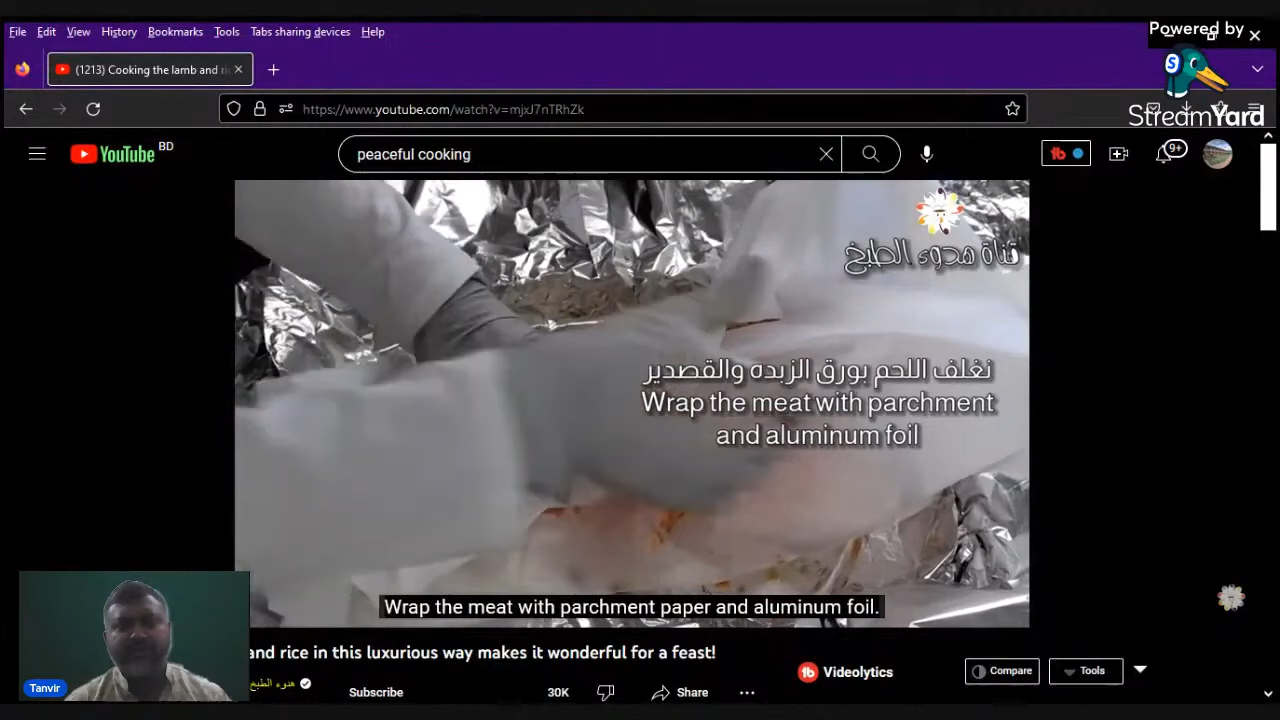 File Edit View History Bookmarks Tools Tabs sharing devices Help
Powered by
StreamYard
(1213) Cooking the lamb and ri
https://www.youtube.com/watch?v=mjxJ7nTRhZk
YouTube BD
peaceful cooking
9+
قناة هدوء الطبخ
نغلف اللحم بورق الزبده والقصدير
Wrap the meat with parchment
and aluminum foil
Wrap the meat with parchment paper and aluminum foil.
and rice in this luxurious way makes it wonderful for a feast!
هدوء الطبخ
Subscribe
30K
Share
Videolytics
Compare
Tools
Tanvir